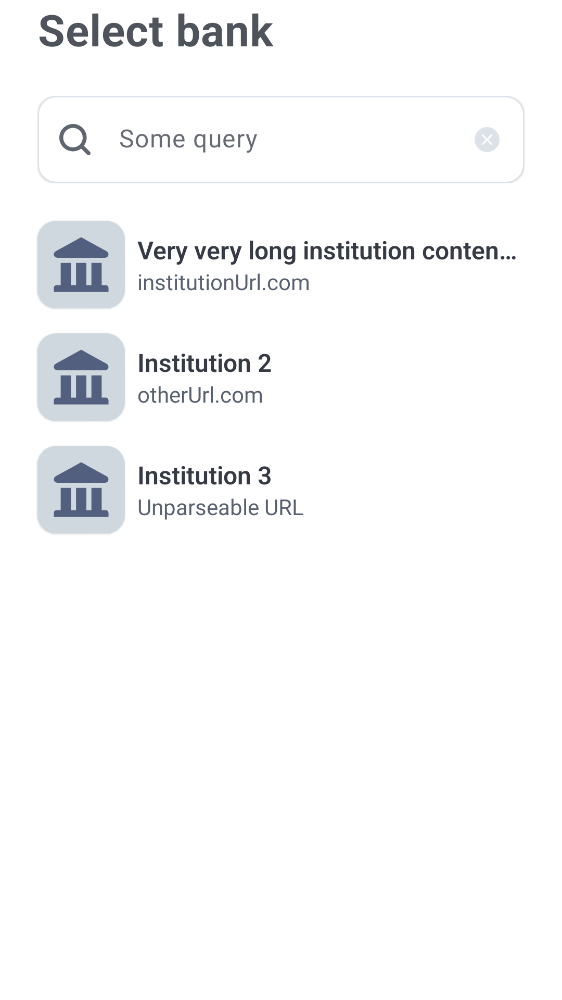 Select bank
Some query
Very very long institution conten...
institutionUrl.com
Institution 2
otherUrl.com
Institution 3
Unparseable URL